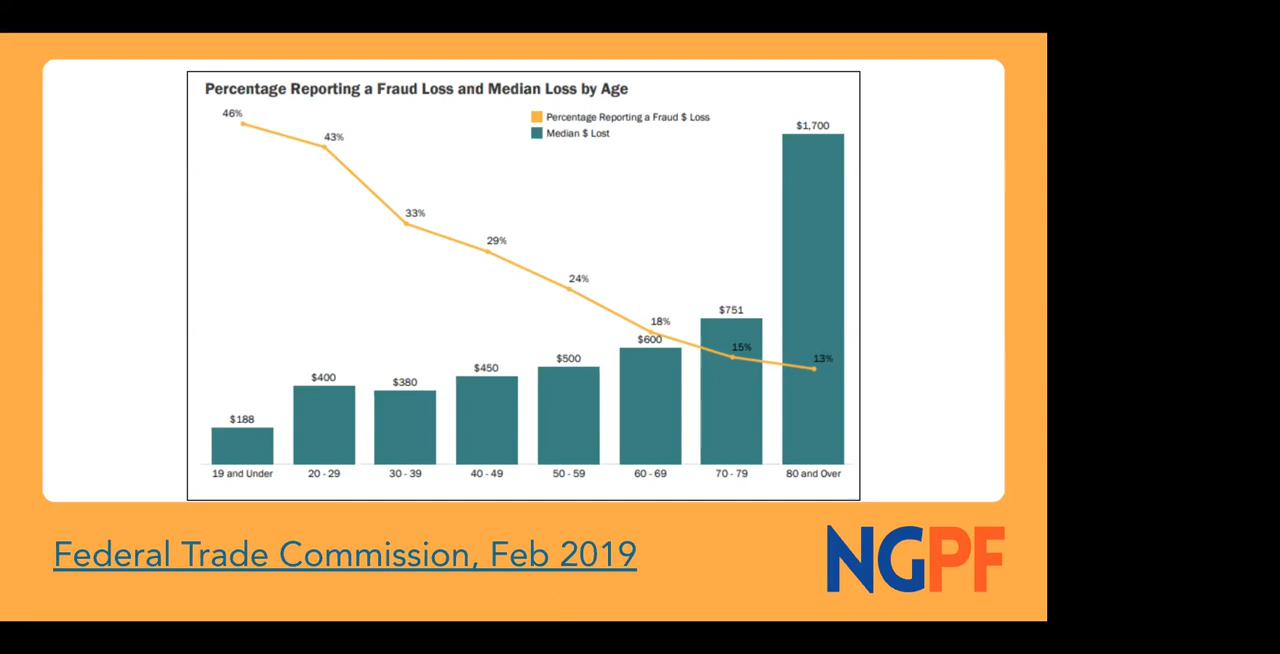 Percentage Reporting a Fraud Loss and Median Loss by Age
Percentage Reporting a Fraud $ Loss
Median $ Lost
46%
43%
33%
29%
24%
18%
15%
13%
$188
$400
$380
$450
$500
$600
$751
$1,700
19 and Under
20 - 29
30 - 39
40 - 49
50 - 59
60 - 69
70 - 79
80 and Over
Federal Trade Commission, Feb 2019
NGPF